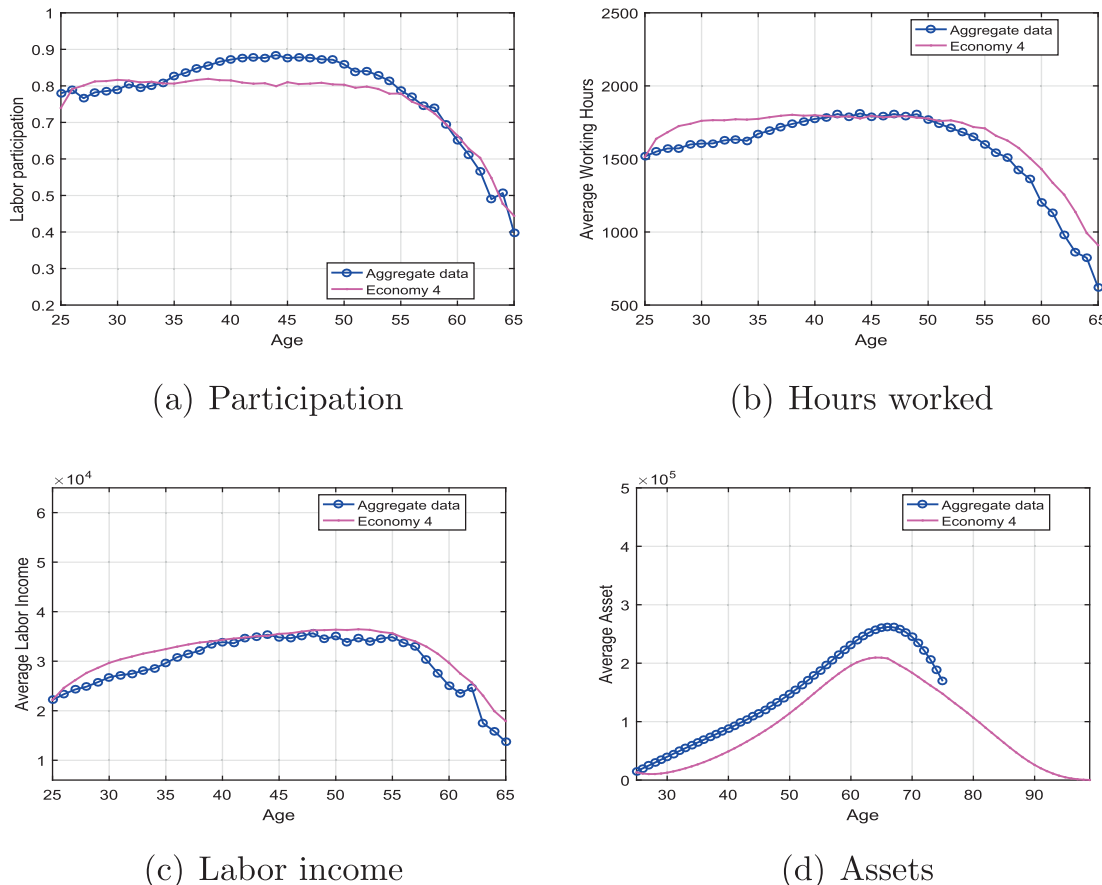 1
0.9
0.8
0.7
0.6
0.5
0.4
0.3
0.2
Labor participation
Aggregate data
Economy 4
25 30 35 40 45 50 55 60 65
Age
(a) Participation
2500
2000
1500
1000
500
Average Working Hours
Aggregate data
Economy 4
25 30 35 40 45 50 55 60 65
Age
(b) Hours worked
×10⁴
6
5
4
3
2
1
Average Labor Income
Aggregate data
Economy 4
25 30 35 40 45 50 55 60 65
Age
(c) Labor income
×10⁵
5
4
3
2
1
0
Average Asset
Aggregate data
Economy 4
30 40 50 60 70 80 90
Age
(d) Assets